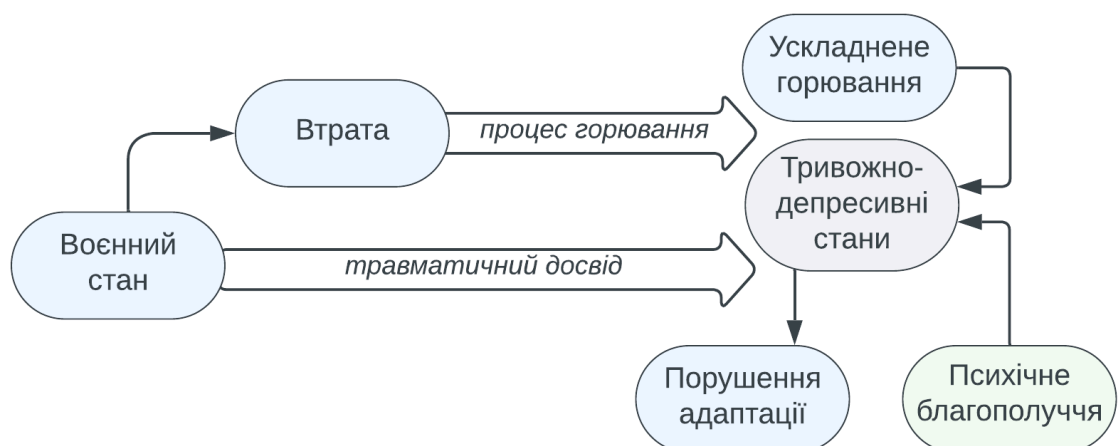 Ускладнене
горювання
Втрата
процес горювання
Тривожно-
депресивні
стани
Воєнний
стан
травматичний досвід
Порушення
адаптації
Психічне
благополуччя